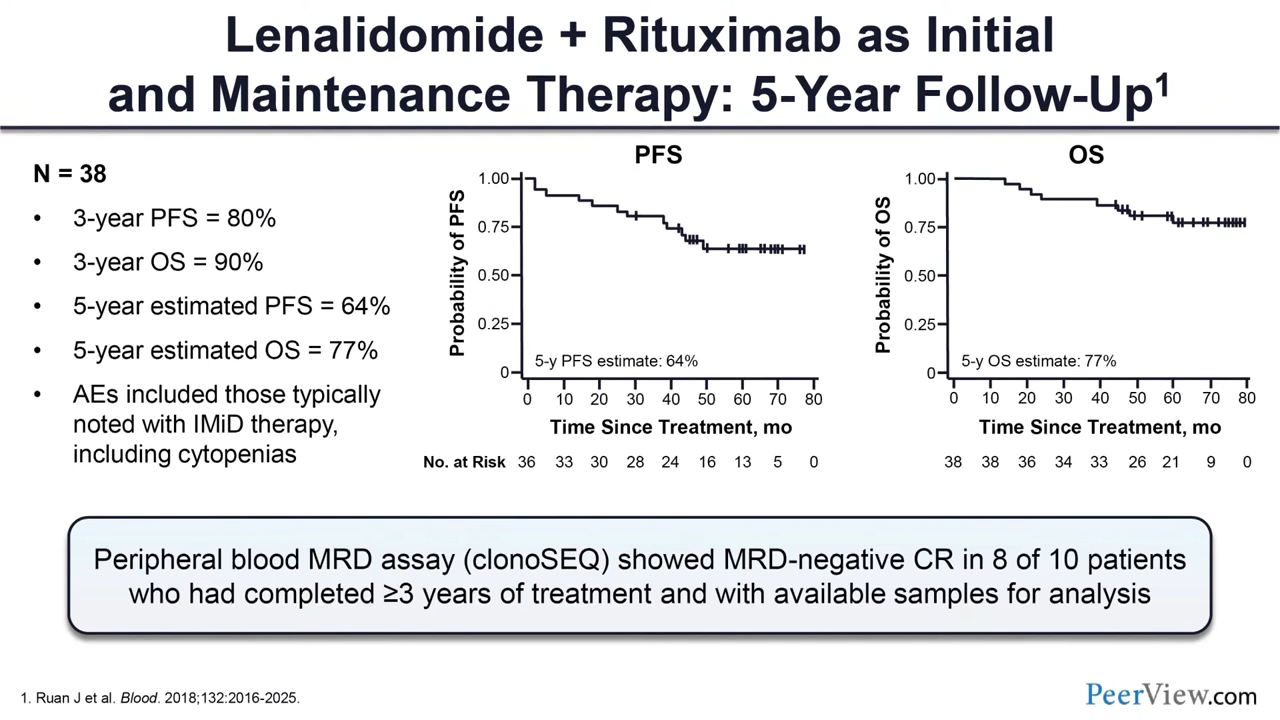 Lenalidomide + Rituximab as Initial
and Maintenance Therapy: 5-Year Follow-Up¹
N = 38
• 3-year PFS = 80%
• 3-year OS = 90%
• 5-year estimated PFS = 64%
• 5-year estimated OS = 77%
• AEs included those typically
noted with IMiD therapy,
including cytopenias
PFS
Probability of PFS
1.00
0.75
0.50
0.25
0
5-y PFS estimate: 64%
0 10 20 30 40 50 60 70 80
Time Since Treatment, mo
No. at Risk 36 33 30 28 24 16 13 5 0
OS
Probability of OS
1.00
0.75
0.50
0.25
0
5-y OS estimate: 77%
0 10 20 30 40 50 60 70 80
Time Since Treatment, mo
38 38 36 34 33 26 21 9 0
Peripheral blood MRD assay (clonoSEQ) showed MRD-negative CR in 8 of 10 patients
who had completed ≥3 years of treatment and with available samples for analysis
1. Ruan J et al. Blood. 2018;132:2016-2025.
PeerView.com